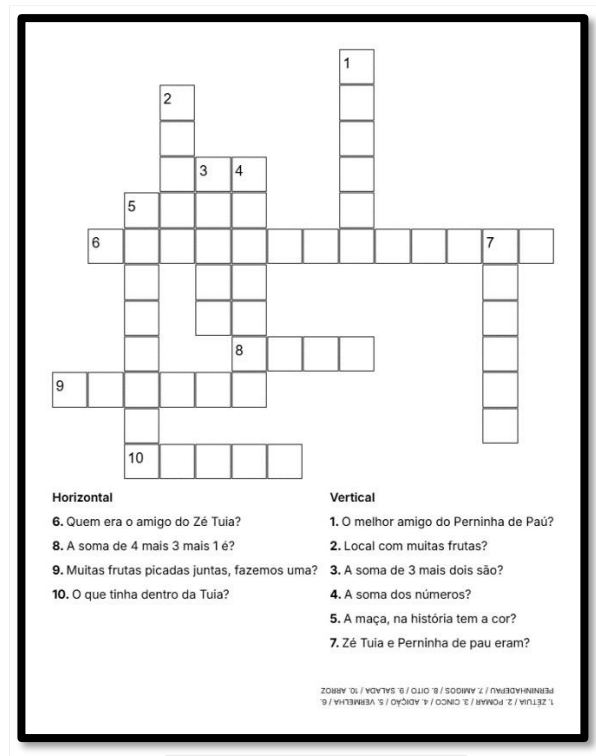 1
2
3 4
5
6 7
8
9
10
Horizontal
6. Quem era o amigo do Zé Tuia?
8. A soma de 4 mais 3 mais 1 é?
9. Muitas frutas picadas juntas, fazemos uma?
10. O que tinha dentro da Tuia?
Vertical
1. O melhor amigo do Perninha de Paú?
2. Local com muitas frutas?
3. A soma de 3 mais dois são?
4. A soma dos números?
5. A maça, na história tem a cor?
7. Zé Tuia e Perninha de pau eram?
1. ZÉTUIA / 2. POMAR / 3. CINCO / 4. ADIÇÃO / 5. VERMELHA / 6.
PERNINHADEPAU / 7. AMIGOS / 8. OITO / 9. SALADA / 10. ARROZ